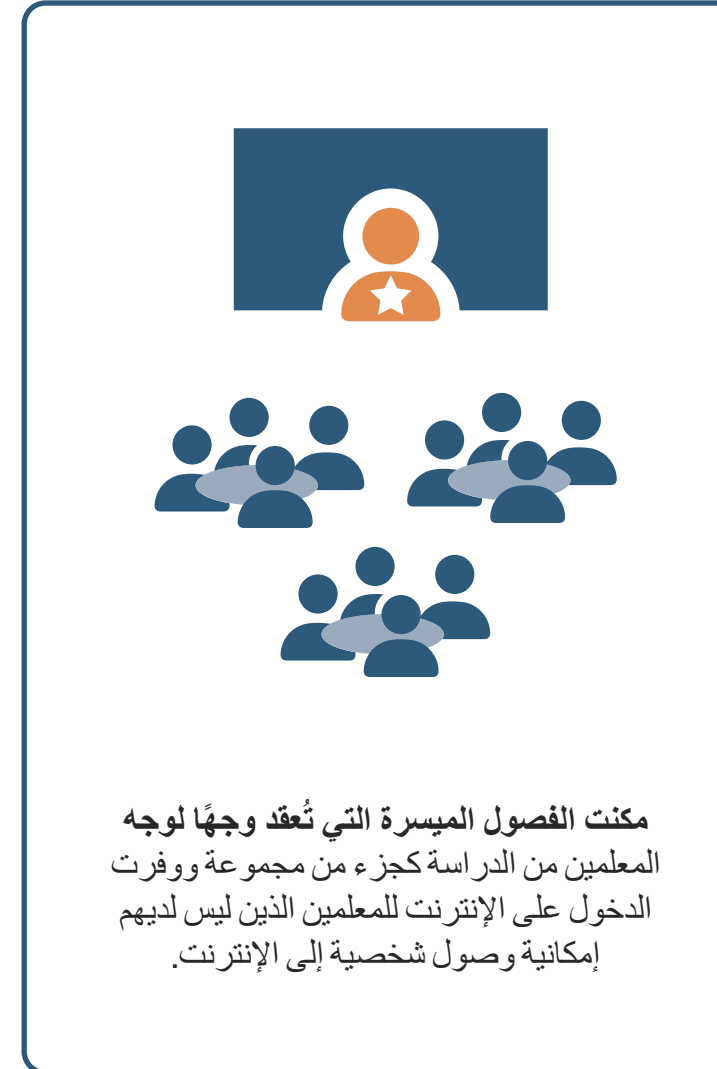 مكنت الفصول الميسرة التي تُعقد وجهًا لوجه
المعلمين من الدراسة كجزء من مجموعة ووفرت
الدخول على الإنترنت للمعلمين الذين ليس لديهم
إمكانية وصول شخصية إلى الإنترنت.